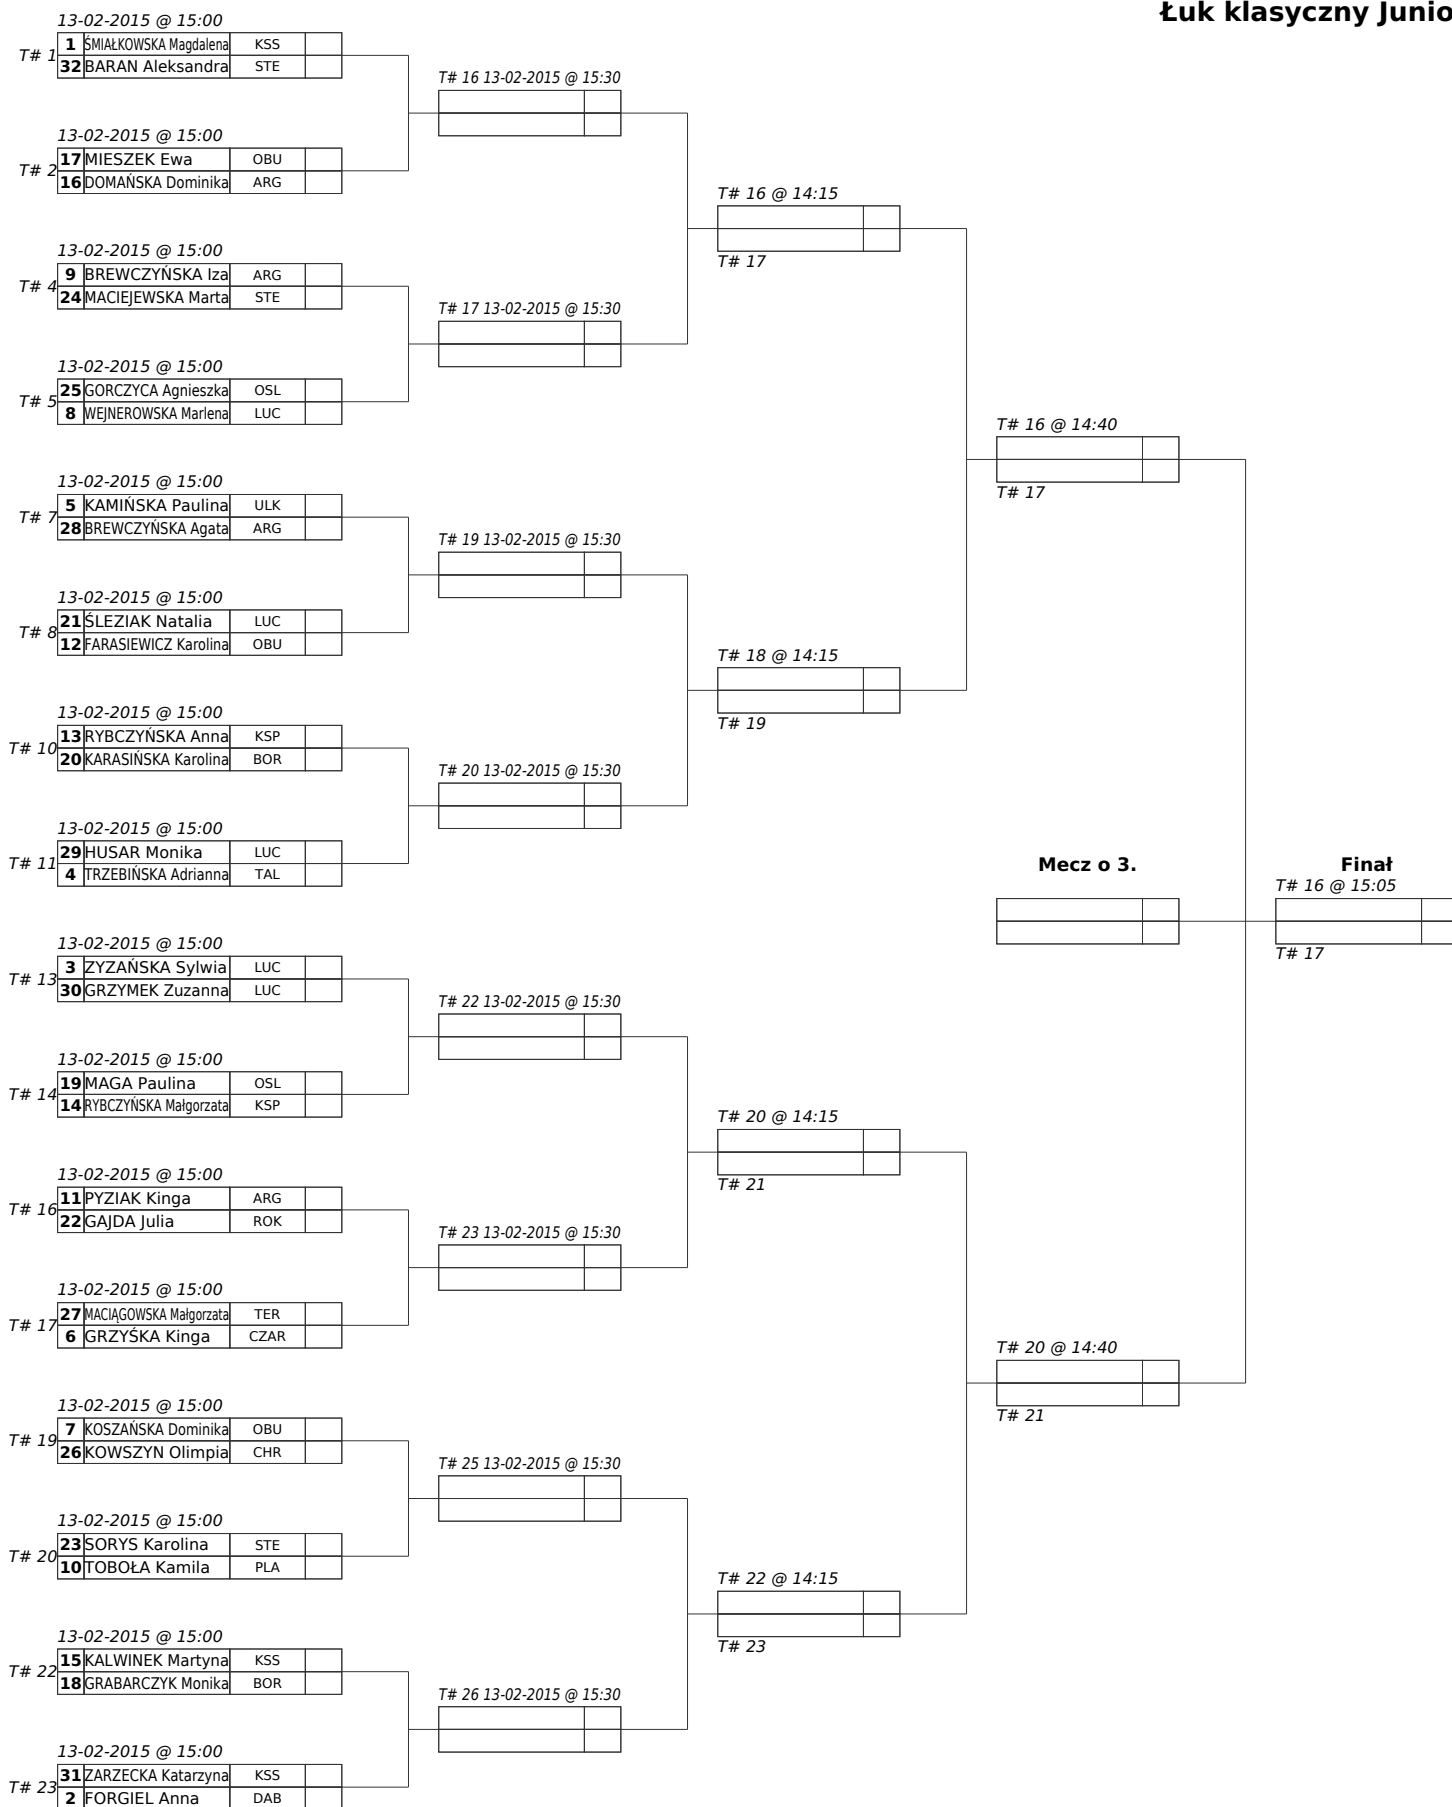 Łuk klasyczny Junio
13-02-2015 @ 15:00
T# 1
1 ŚMIAŁKOWSKA Magdalena KSS
32 BARAN Aleksandra STE
T# 16 13-02-2015 @ 15:30
13-02-2015 @ 15:00
T# 2
17 MIESZEK Ewa OBU
16 DOMAŃSKA Dominika ARG
T# 16 @ 14:15
T# 17
13-02-2015 @ 15:00
T# 4
9 BREWCZYŃSKA Iza ARG
24 MACIEJEWSKA Marta STE
T# 17 13-02-2015 @ 15:30
13-02-2015 @ 15:00
T# 5
25 GORCZYCA Agnieszka OSL
8 WEJNEROWSKA Marlena LUC
T# 16 @ 14:40
T# 17
13-02-2015 @ 15:00
T# 7
5 KAMIŃSKA Paulina ULK
28 BREWCZYŃSKA Agata ARG
T# 19 13-02-2015 @ 15:30
13-02-2015 @ 15:00
T# 8
21 ŚLEZIAK Natalia LUC
12 FARASIEWICZ Karolina OBU
T# 18 @ 14:15
T# 19
13-02-2015 @ 15:00
T# 10
13 RYBCZYŃSKA Anna KSP
20 KARASIŃSKA Karolina BOR
T# 20 13-02-2015 @ 15:30
13-02-2015 @ 15:00
T# 11
29 HUSAR Monika LUC
4 TRZEBIŃSKA Adrianna TAL
Mecz o 3.
Finał
T# 16 @ 15:05
T# 17
13-02-2015 @ 15:00
T# 13
3 ZYZAŃSKA Sylwia LUC
30 GRZYMEK Zuzanna LUC
T# 22 13-02-2015 @ 15:30
13-02-2015 @ 15:00
T# 14
19 MAGA Paulina OSL
14 RYBCZYŃSKA Małgorzata KSP
T# 20 @ 14:15
T# 21
13-02-2015 @ 15:00
T# 16
11 PYZIAK Kinga ARG
22 GAJDA Julia ROK
T# 23 13-02-2015 @ 15:30
13-02-2015 @ 15:00
T# 17
27 MACIĄGOWSKA Małgorzata TER
6 GRZYŚKA Kinga CZAR
T# 20 @ 14:40
T# 21
13-02-2015 @ 15:00
T# 19
7 KOSZAŃSKA Dominika OBU
26 KOWSZYN Olimpia CHR
T# 25 13-02-2015 @ 15:30
13-02-2015 @ 15:00
T# 20
23 SORYS Karolina STE
10 TOBOŁA Kamila PLA
T# 22 @ 14:15
T# 23
13-02-2015 @ 15:00
T# 22
15 KALWINEK Martyna KSS
18 GRABARCZYK Monika BOR
T# 26 13-02-2015 @ 15:30
13-02-2015 @ 15:00
T# 23
31 ZARZECKA Katarzyna KSS
2 FORGIEL Anna DAB